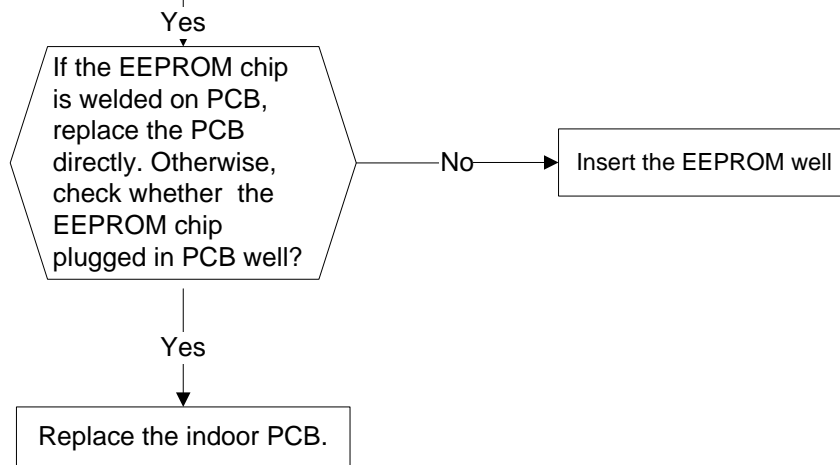 Yes
If the EEPROM chip
is welded on PCB,
replace the PCB
directly. Otherwise,
check whether the
EEPROM chip
plugged in PCB well?
No
Insert the EEPROM well
Yes
Replace the indoor PCB.